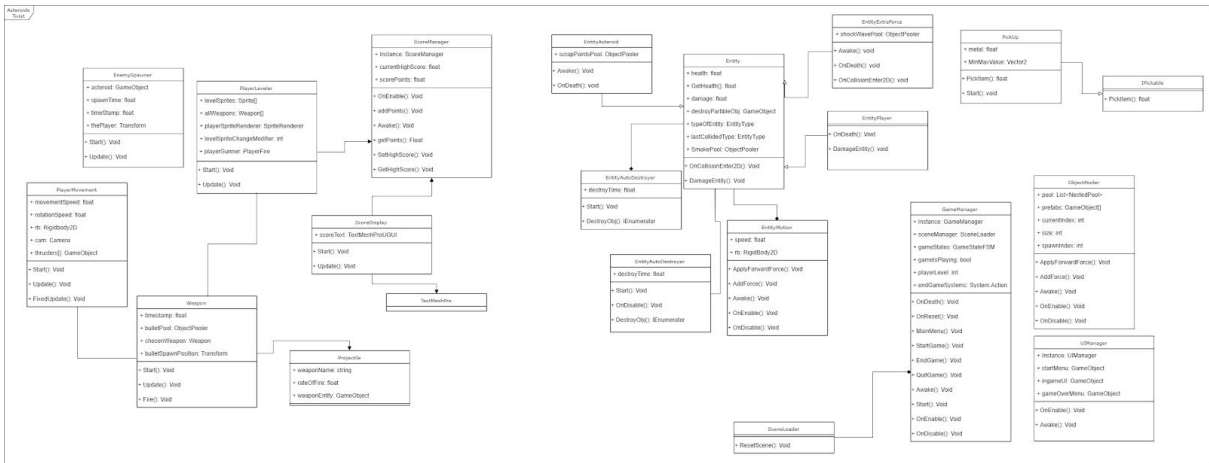 Asteroids
Twist
EnemySpawner
+ asteroid: GameObject
+ spawnTime: float
+ timeStamp: float
+ thePlayer: Transform
+ Start(): Void
+ Update(): Void
PlayerLeveler
+ levelSprites: Sprite[]
+ allWeapons: Weapon[]
+ playerSpriteRenderer: SpriteRenderer
+ levelSpriteChangeModifier: int
+ playerGunner: PlayerFire
+ Start(): Void
+ Update(): Void
ScoreManager
+ Instance: ScoreManager
+ currentHighScore: float
+ scorePoints: float
+ OnEnable(): Void
+ addPoints(): Void
+ Awake(): Void
+ getPoints(): Float
+ SetHighScore(): Void
+ GetHighScore(): Void
PlayerMovement
+ movementSpeed: float
+ rotationSpeed: float
+ rb: Rigidbody2D
+ cam: Camera
+ thrusters[]: GameObject
+ Start(): Void
+ Update(): Void
+ FixedUpdate(): Void
ScoreDisplay
+ scoreText: TextMeshProUGUI
+ Start(): Void
+ Update(): Void
TextMeshPro
Weapon
+ timestamp: float
+ bulletPool: ObjectPooler
+ chosenWeapon: Weapon
+ bulletSpawnPosition: Transform
+ Start(): Void
+ Update(): Void
+ Fire(): Void
Projectile
+ weaponName: string
+ rateOfFire: float
+ weaponEntity: GameObject
EntityAsteroid
+ scrapPointsPool: ObjectPooler
+ Awake(): Void
+ OnDeath(): Void
Entity
+ health: float
+ GetHealth(): float
+ damage: float
+ destroyParticleObj: GameObject
+ typeOfEntity: EntityType
+ lastCollidedType: EntityType
+ SmokePool: ObjectPooler
+ OnCollisionEnter2D(): Void
+ DamageEntity(): Void
EntityExtraForce
+ shockWavePool: ObjectPooler
+ Awake(): void
+ OnDeath(): Void
+ OnCollisionEnter2D(): Void
EntityPlayer
+ OnDeath(): Void
+ DamageEntity(): void
PickUp
+ metal: float
+ MinMaxValue: Vector2
+ PickItem(): float
+ Start(): void
IPickable
+ PickItem(): float
EntityAutoDestroyer
+ destroyTime: float
+ Start(): Void
+ DestroyObj(): IEnumerator
EntityAutoDestroyer
+ destroyTime: float
+ Start(): Void
+ OnDisable(): Void
+ DestroyObj(): IEnumerator
EntityMotion
+ speed: float
+ rb: RigidBody2D
+ ApplyForwardForce(): Void
+ AddForce(): Void
+ Awake(): Void
+ OnEnable(): Void
+ OnDisable(): Void
GameManager
+ Instance: GameManager
+ sceneManager: SceneLoader
+ gameStates: GameStateFSM
+ gameIsPlaying: bool
+ playerLevel: int
+ endGameSystems: System.Action
+ OnDeath(): Void
+ OnReset(): Void
+ MainMenu(): Void
+ StartGame(): Void
+ EndGame(): Void
+ QuitGame(): Void
+ Awake(): Void
+ Start(): Void
+ OnEnable(): Void
+ OnDisable(): Void
SceneLoader
+ ResetScene(): Void
ObjectPooler
+ pool: List<NestedPool>
+ prefabs: GameObject[]
+ currentIndex: int
+ size: int
+ spawnIndex: int
+ ApplyForwardForce(): Void
+ AddForce(): Void
+ Awake(): Void
+ OnEnable(): Void
+ OnDisable(): Void
UIManager
+ Instance: UIManager
+ startMenu: GameObject
+ ingameUI: GameObject
+ gameOverMenu: GameObject
+ OnEnable(): Void
+ Awake(): Void